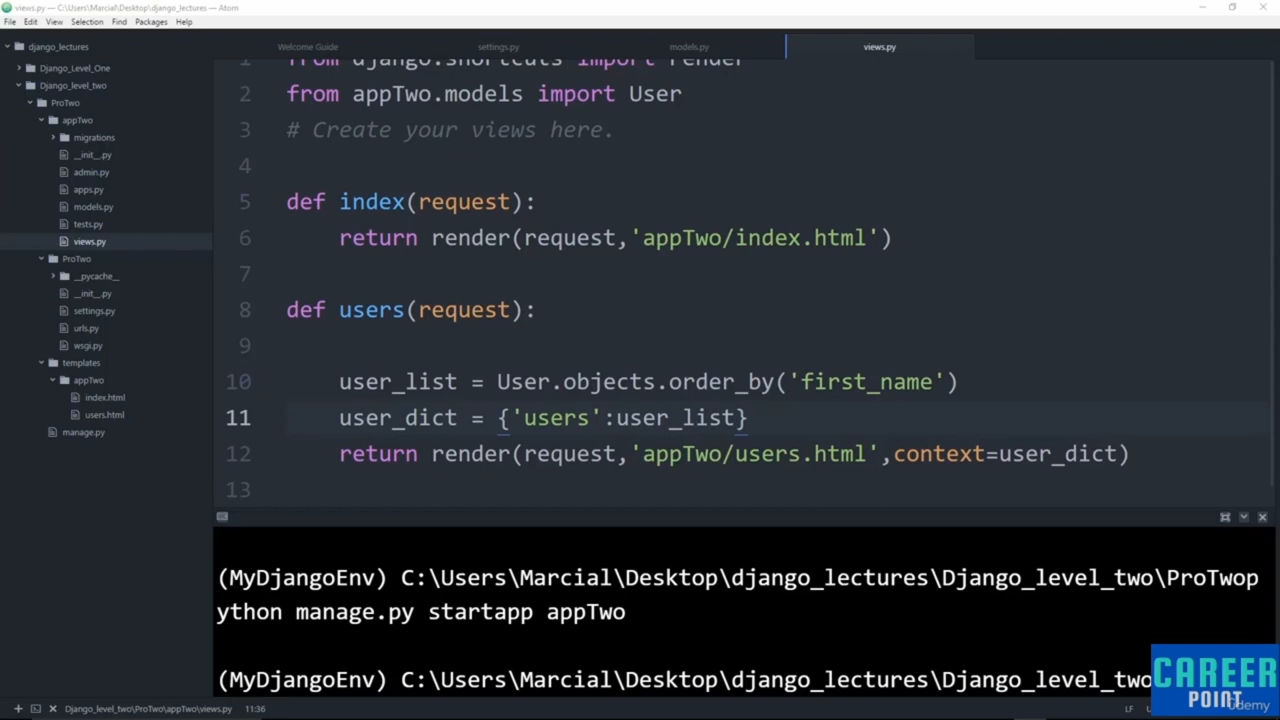 views.py — C:\Users\Marcial\Desktop\django_lectures — Atom
File Edit View Selection Find Packages Help
django_lectures
Django_Level_One
Django_level_two
ProTwo
appTwo
migrations
__init__.py
admin.py
apps.py
models.py
tests.py
views.py
ProTwo
__pycache__
__init__.py
settings.py
urls.py
wsgi.py
templates
appTwo
index.html
users.html
manage.py
Welcome Guide settings.py models.py views.py
1 from django.shortcuts import render
2 from appTwo.models import User
3 # Create your views here.
4
5 def index(request):
6 return render(request,'appTwo/index.html')
7
8 def users(request):
9
10 user_list = User.objects.order_by('first_name')
11 user_dict = {'users':user_list}
12 return render(request,'appTwo/users.html',context=user_dict)
13
(MyDjangoEnv) C:\Users\Marcial\Desktop\django_lectures\Django_level_two\ProTwop
ython manage.py startapp appTwo
(MyDjangoEnv) C:\Users\Marcial\Desktop\django_lectures\Django_level_two
CAREER
POINT
udemy
Django_level_two\ProTwo\appTwo\views.py 11:36 LF